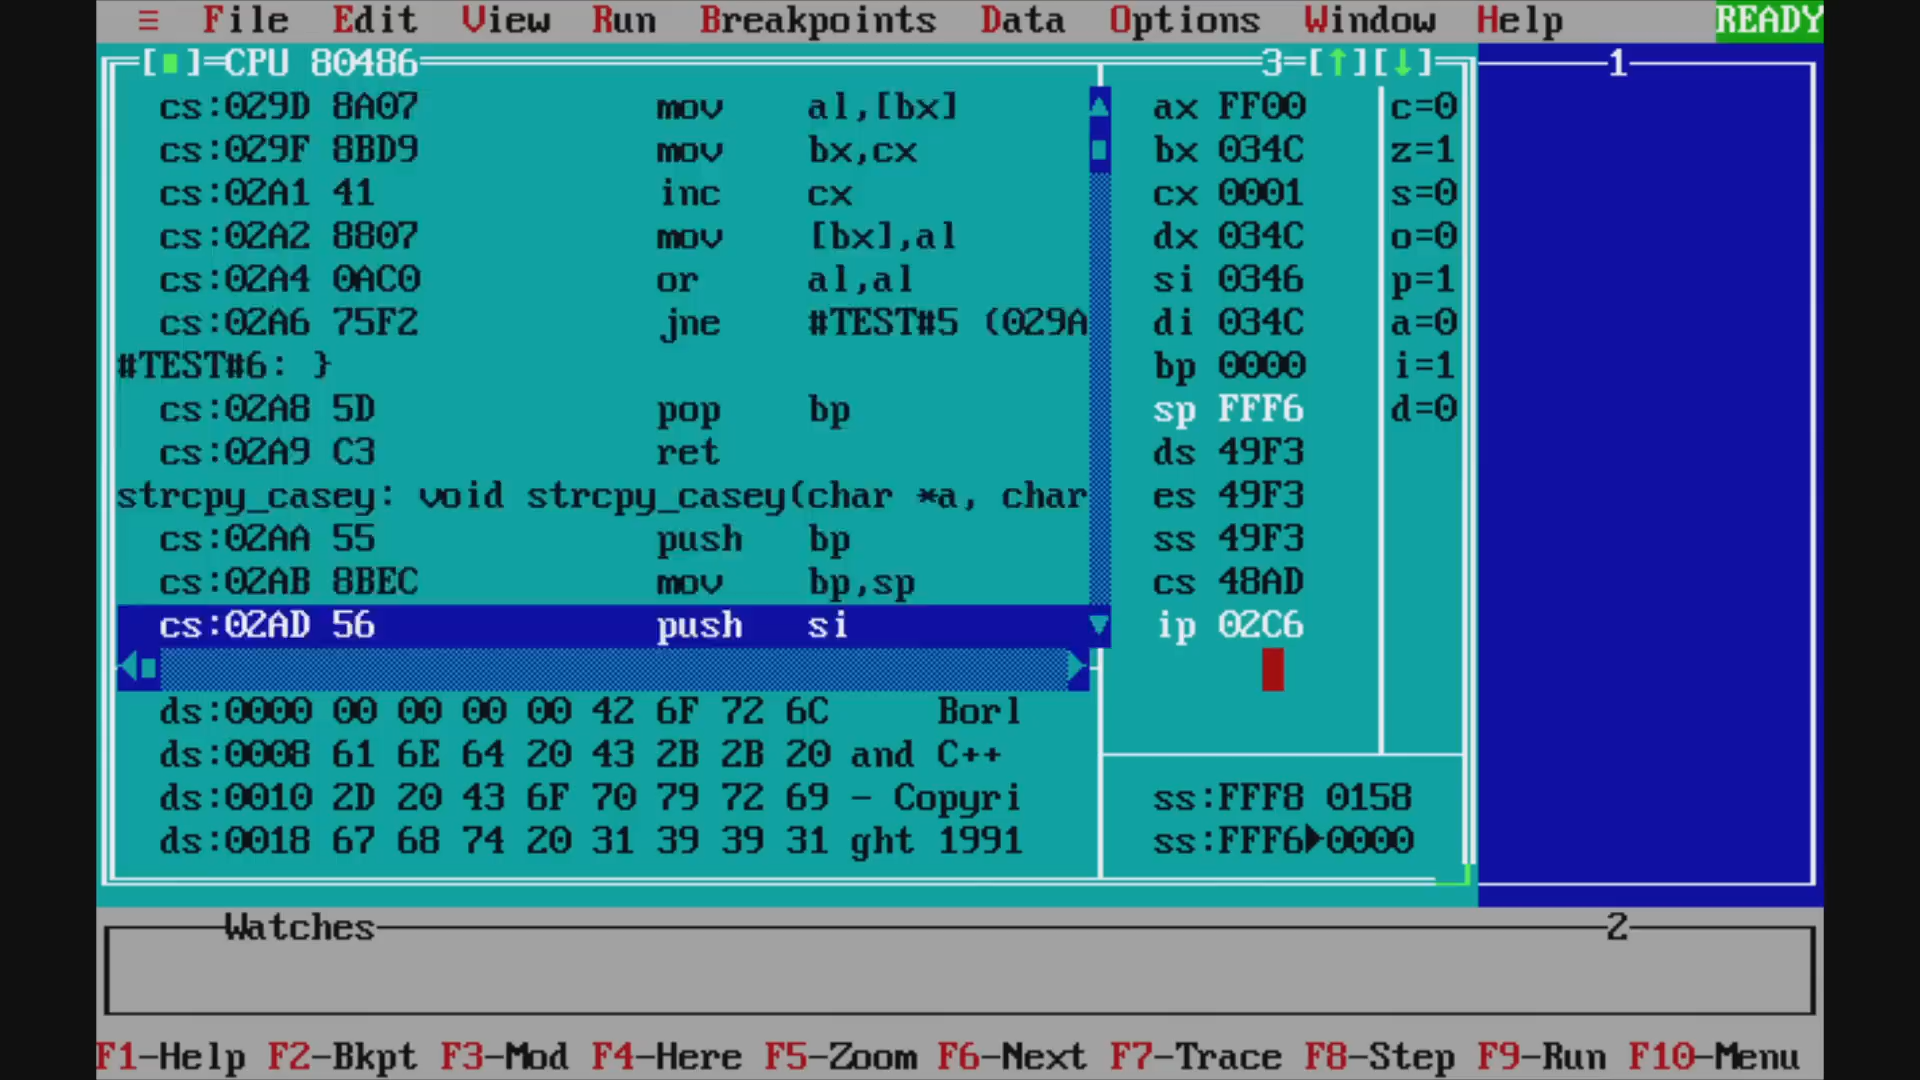 ≡ File Edit View Run Breakpoints Data Options Window Help READY
[■]=CPU 80486 3=[↑][↓] 1
cs:029D 8A07 mov al,[bx] ax FF00 c=0
cs:029F 8BD9 mov bx,cx bx 034C z=1
cs:02A1 41 inc cx cx 0001 s=0
cs:02A2 8807 mov [bx],al dx 034C o=0
cs:02A4 0AC0 or al,al si 0346 p=1
cs:02A6 75F2 jne #TEST#5 (029A di 034C a=0
#TEST#6: } bp 0000 i=1
cs:02A8 5D pop bp sp FFF6 d=0
cs:02A9 C3 ret ds 49F3
strcpy_casey: void strcpy_casey(char *a, char es 49F3
cs:02AA 55 push bp ss 49F3
cs:02AB 8BEC mov bp,sp cs 48AD
cs:02AD 56 push si ip 02C6
ds:0000 00 00 00 00 42 6F 72 6C Borl
ds:0008 61 6E 64 20 43 2B 2B 20 and C++
ds:0010 2D 20 43 6F 70 79 72 69 - Copyri ss:FFF8 0158
ds:0018 67 68 74 20 31 39 39 31 ght 1991 ss:FFF6►0000
Watches 2
F1-Help F2-Bkpt F3-Mod F4-Here F5-Zoom F6-Next F7-Trace F8-Step F9-Run F10-Menu